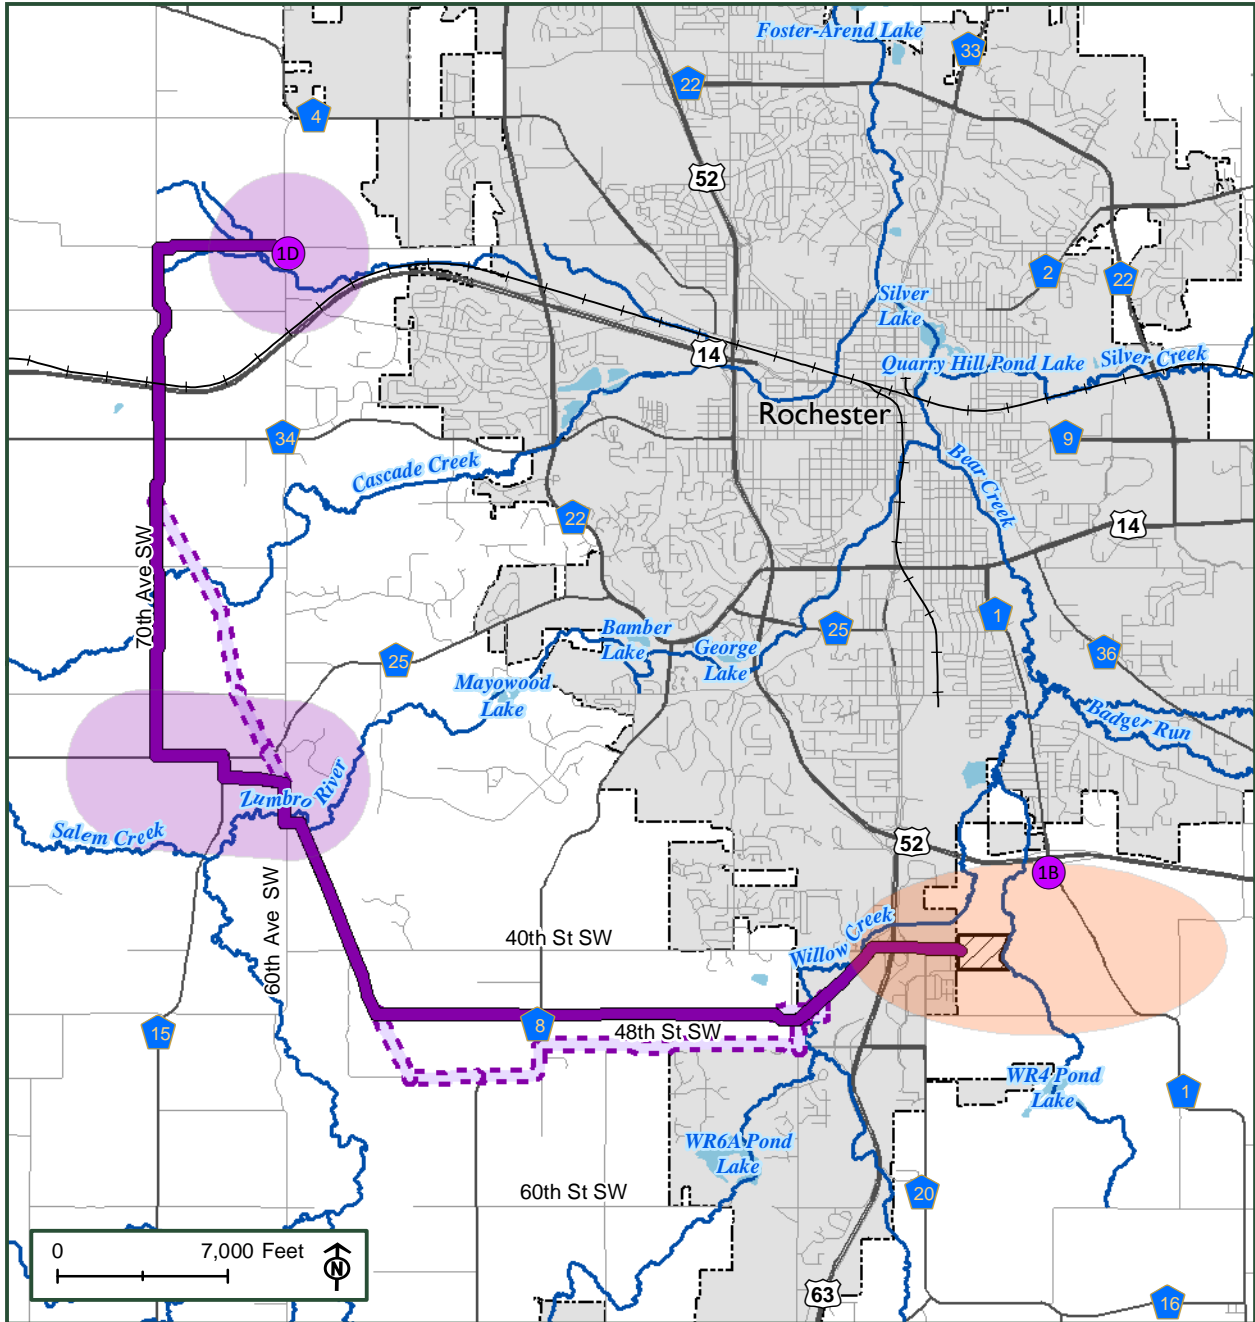 Foster-Arend Lake
33
22
4
52
1D
2
22
Silver
Lake
14
Quarry Hill Pond Lake
Silver Creek
Rochester
34
9
Cascade Creek
Bear Creek
22
14
70th Ave SW
1
25
Bamber
Lake
George
Lake
25
36
Mayowood
Lake
Badger Run
Zumbro River
Salem Creek
52
1B
60th Ave SW
40th St SW
Willow Creek
15
8
48th St SW
WR4 Pond
Lake
1
WR6A Pond
Lake
60th St SW
20
0
7,000 Feet
N
63
16